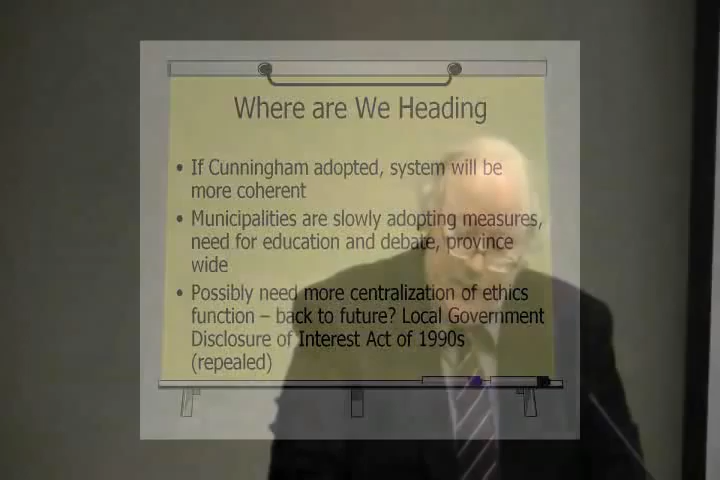 Where are We Heading
• If Cunningham adopted, system will be
more coherent
• Municipalities are slowly adopting measures,
need for education and debate, province
wide
• Possibly need more centralization of ethics
function – back to future? Local Government
Disclosure of Interest Act of 1990s
(repealed)